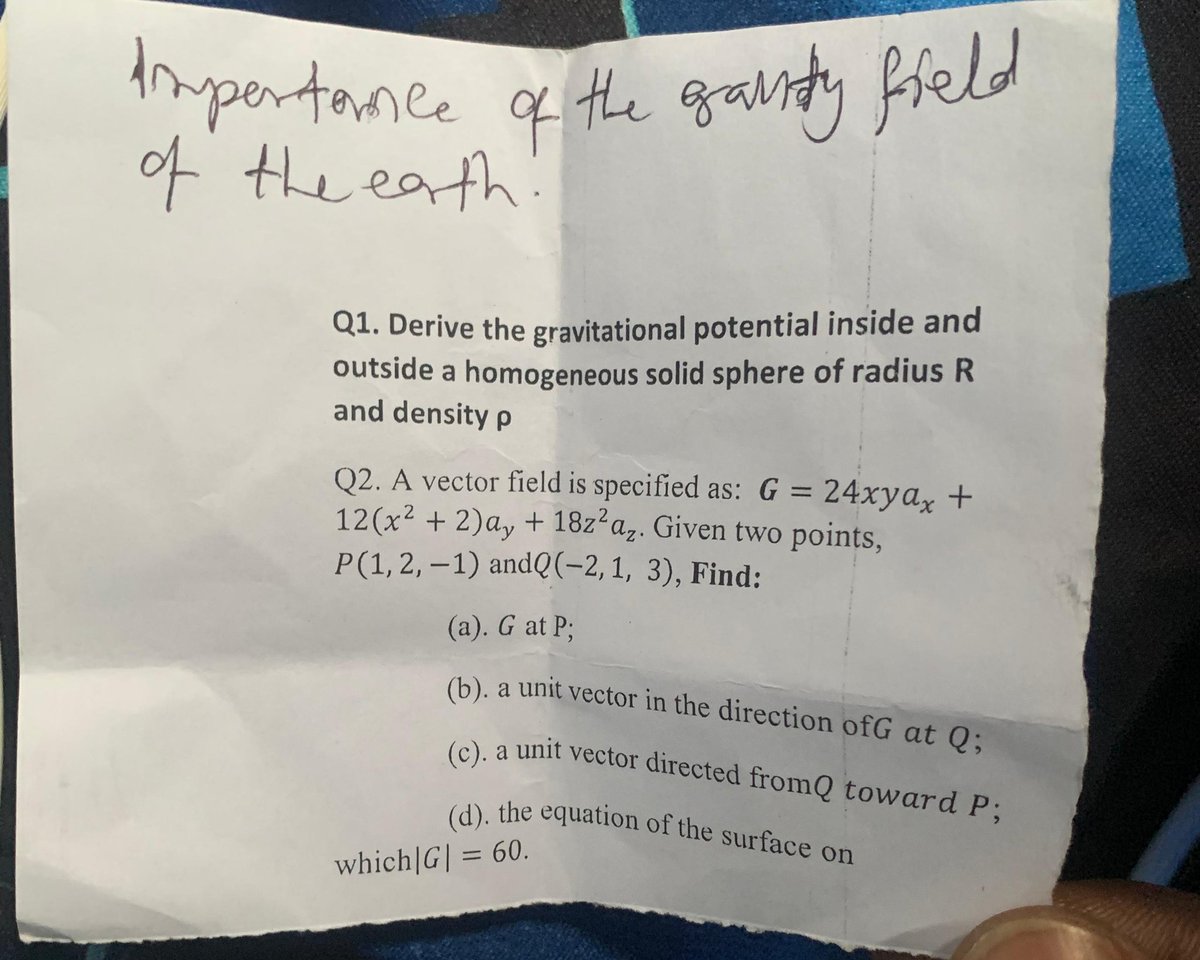 Importance of the gravity field
of the earth.
Q1. Derive the gravitational potential inside and
outside a homogeneous solid sphere of radius R
and density ρ
Q2. A vector field is specified as: G = 24xyaₓ +
12(x² + 2)a_y + 18z²a_z. Given two points,
P(1, 2, −1) andQ(−2, 1, 3), Find:
(a). G at P;
(b). a unit vector in the direction ofG at Q;
(c). a unit vector directed fromQ toward P;
(d). the equation of the surface on
which|G| = 60.